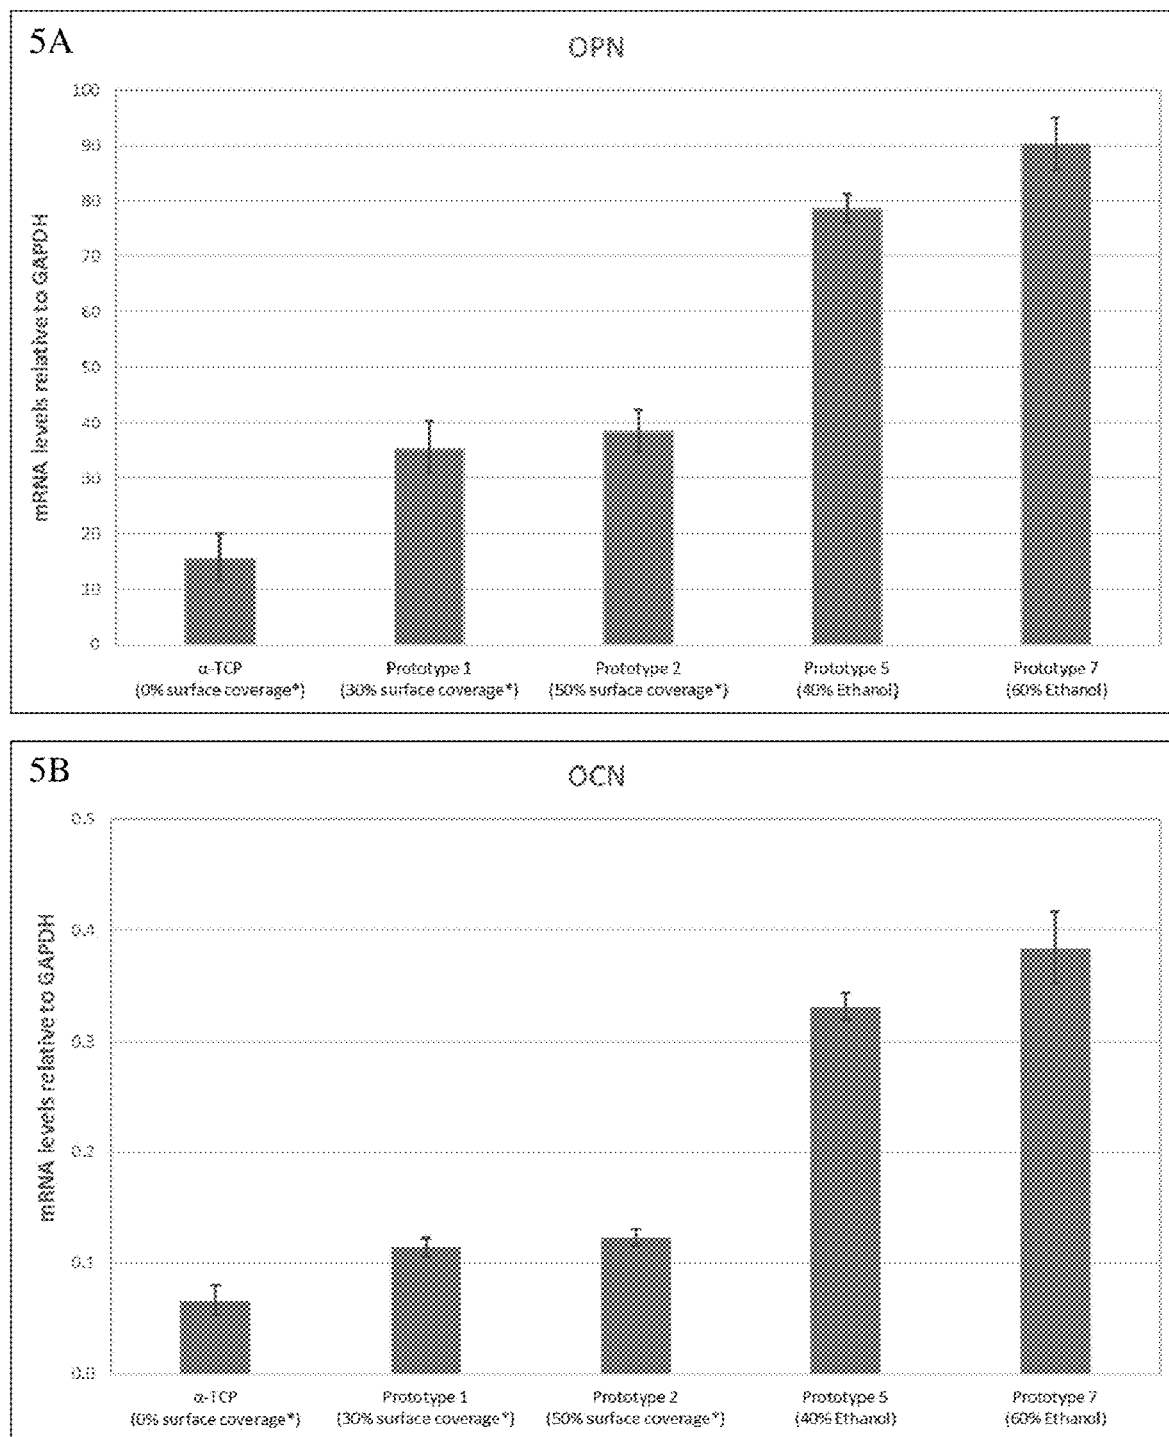 5A
OPN
mRNA levels relative to GAPDH
100
90
80
70
60
50
40
30
20
10
0
α-TCP
(0% surface coverage*)
Prototype 1
(30% surface coverage*)
Prototype 2
(50% surface coverage*)
Prototype 5
(40% Ethanol)
Prototype 7
(60% Ethanol)
5B
OCN
mRNA levels relative to GAPDH
0.5
0.4
0.3
0.2
0.1
0.0
α-TCP
(0% surface coverage*)
Prototype 1
(30% surface coverage*)
Prototype 2
(50% surface coverage*)
Prototype 5
(40% Ethanol)
Prototype 7
(60% Ethanol)